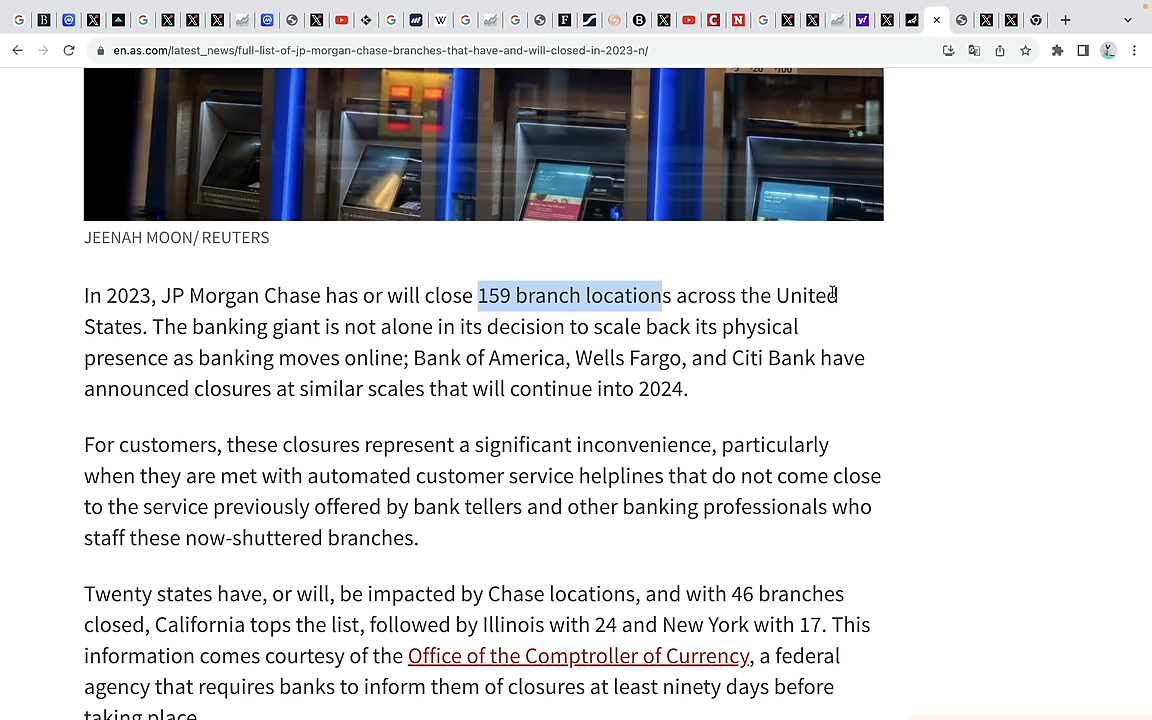 en.as.com/latest_news/full-list-of-jp-morgan-chase-branches-that-have-and-will-closed-in-2023-n/
JEENAH MOON/ REUTERS
In 2023, JP Morgan Chase has or will close 159 branch locations across the United
States. The banking giant is not alone in its decision to scale back its physical
presence as banking moves online; Bank of America, Wells Fargo, and Citi Bank have
announced closures at similar scales that will continue into 2024.
For customers, these closures represent a significant inconvenience, particularly
when they are met with automated customer service helplines that do not come close
to the service previously offered by bank tellers and other banking professionals who
staff these now-shuttered branches.
Twenty states have, or will, be impacted by Chase locations, and with 46 branches
closed, California tops the list, followed by Illinois with 24 and New York with 17. This
information comes courtesy of the Office of the Comptroller of Currency, a federal
agency that requires banks to inform them of closures at least ninety days before
taking place.